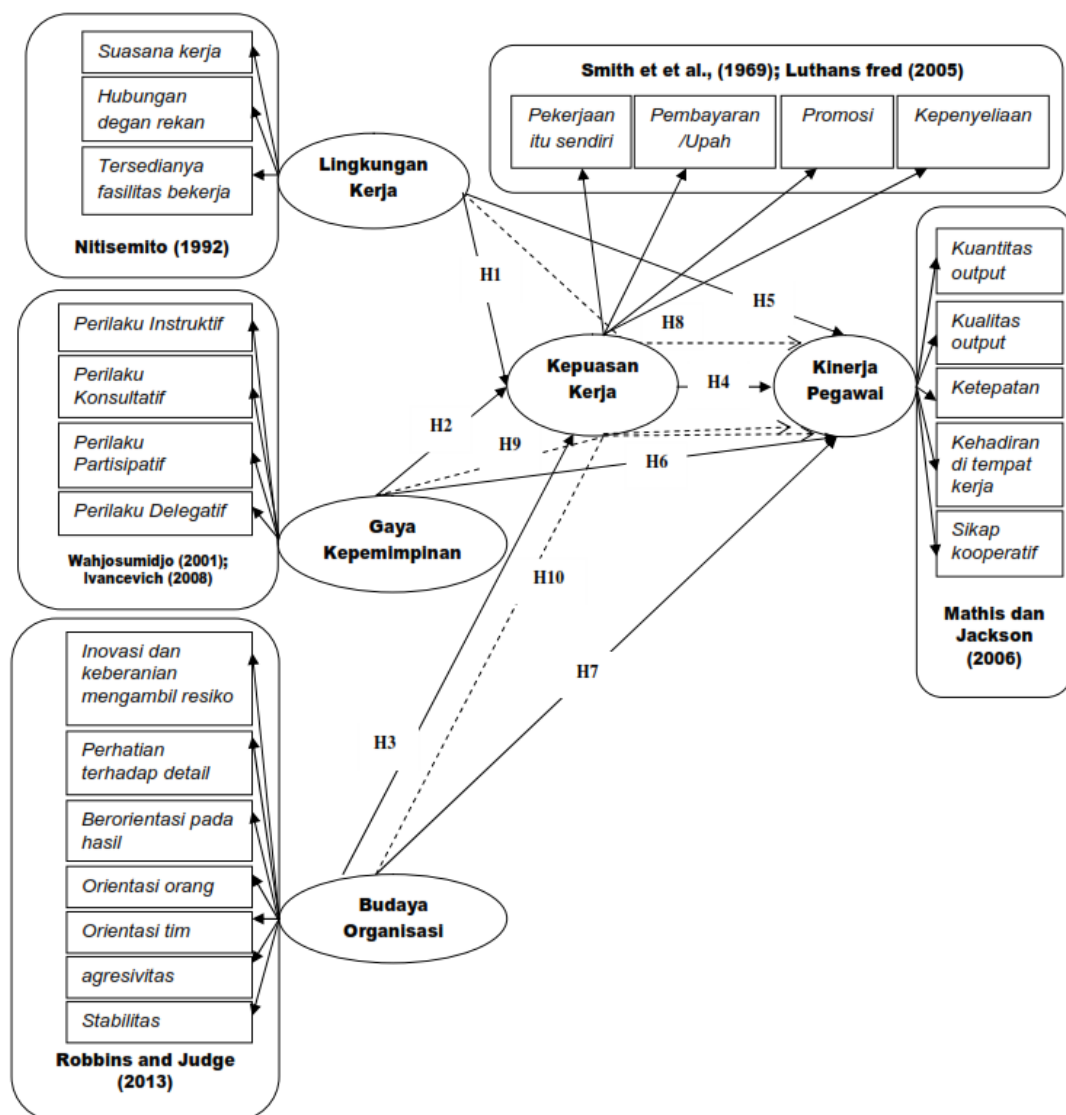 Suasana kerja
Hubungan
degan rekan
Tersedianya
fasilitas bekerja
Nitisemito (1992)
Lingkungan
Kerja
Smith et et al., (1969); Luthans fred (2005)
Pekerjaan
itu sendiri
Pembayaran
/Upah
Promosi
Kepenyeliaan
H1
H5
H8
Perilaku Instruktif
Perilaku
Konsultatif
Perilaku
Partisipatif
Perilaku Delegatif
Wahjosumidjo (2001);
Ivancevich (2008)
Gaya
Kepemimpinan
H2
H9
Kepuasan
Kerja
H4
H6
Kinerja
Pegawai
Kuantitas
output
Kualitas
output
Ketepatan
Kehadiran
di tempat
kerja
Sikap
kooperatif
Mathis dan
Jackson
(2006)
H10
H7
H3
Inovasi dan
keberanian
mengambil resiko
Perhatian
terhadap detail
Berorientasi pada
hasil
Orientasi orang
Orientasi tim
agresivitas
Stabilitas
Robbins and Judge
(2013)
Budaya
Organisasi